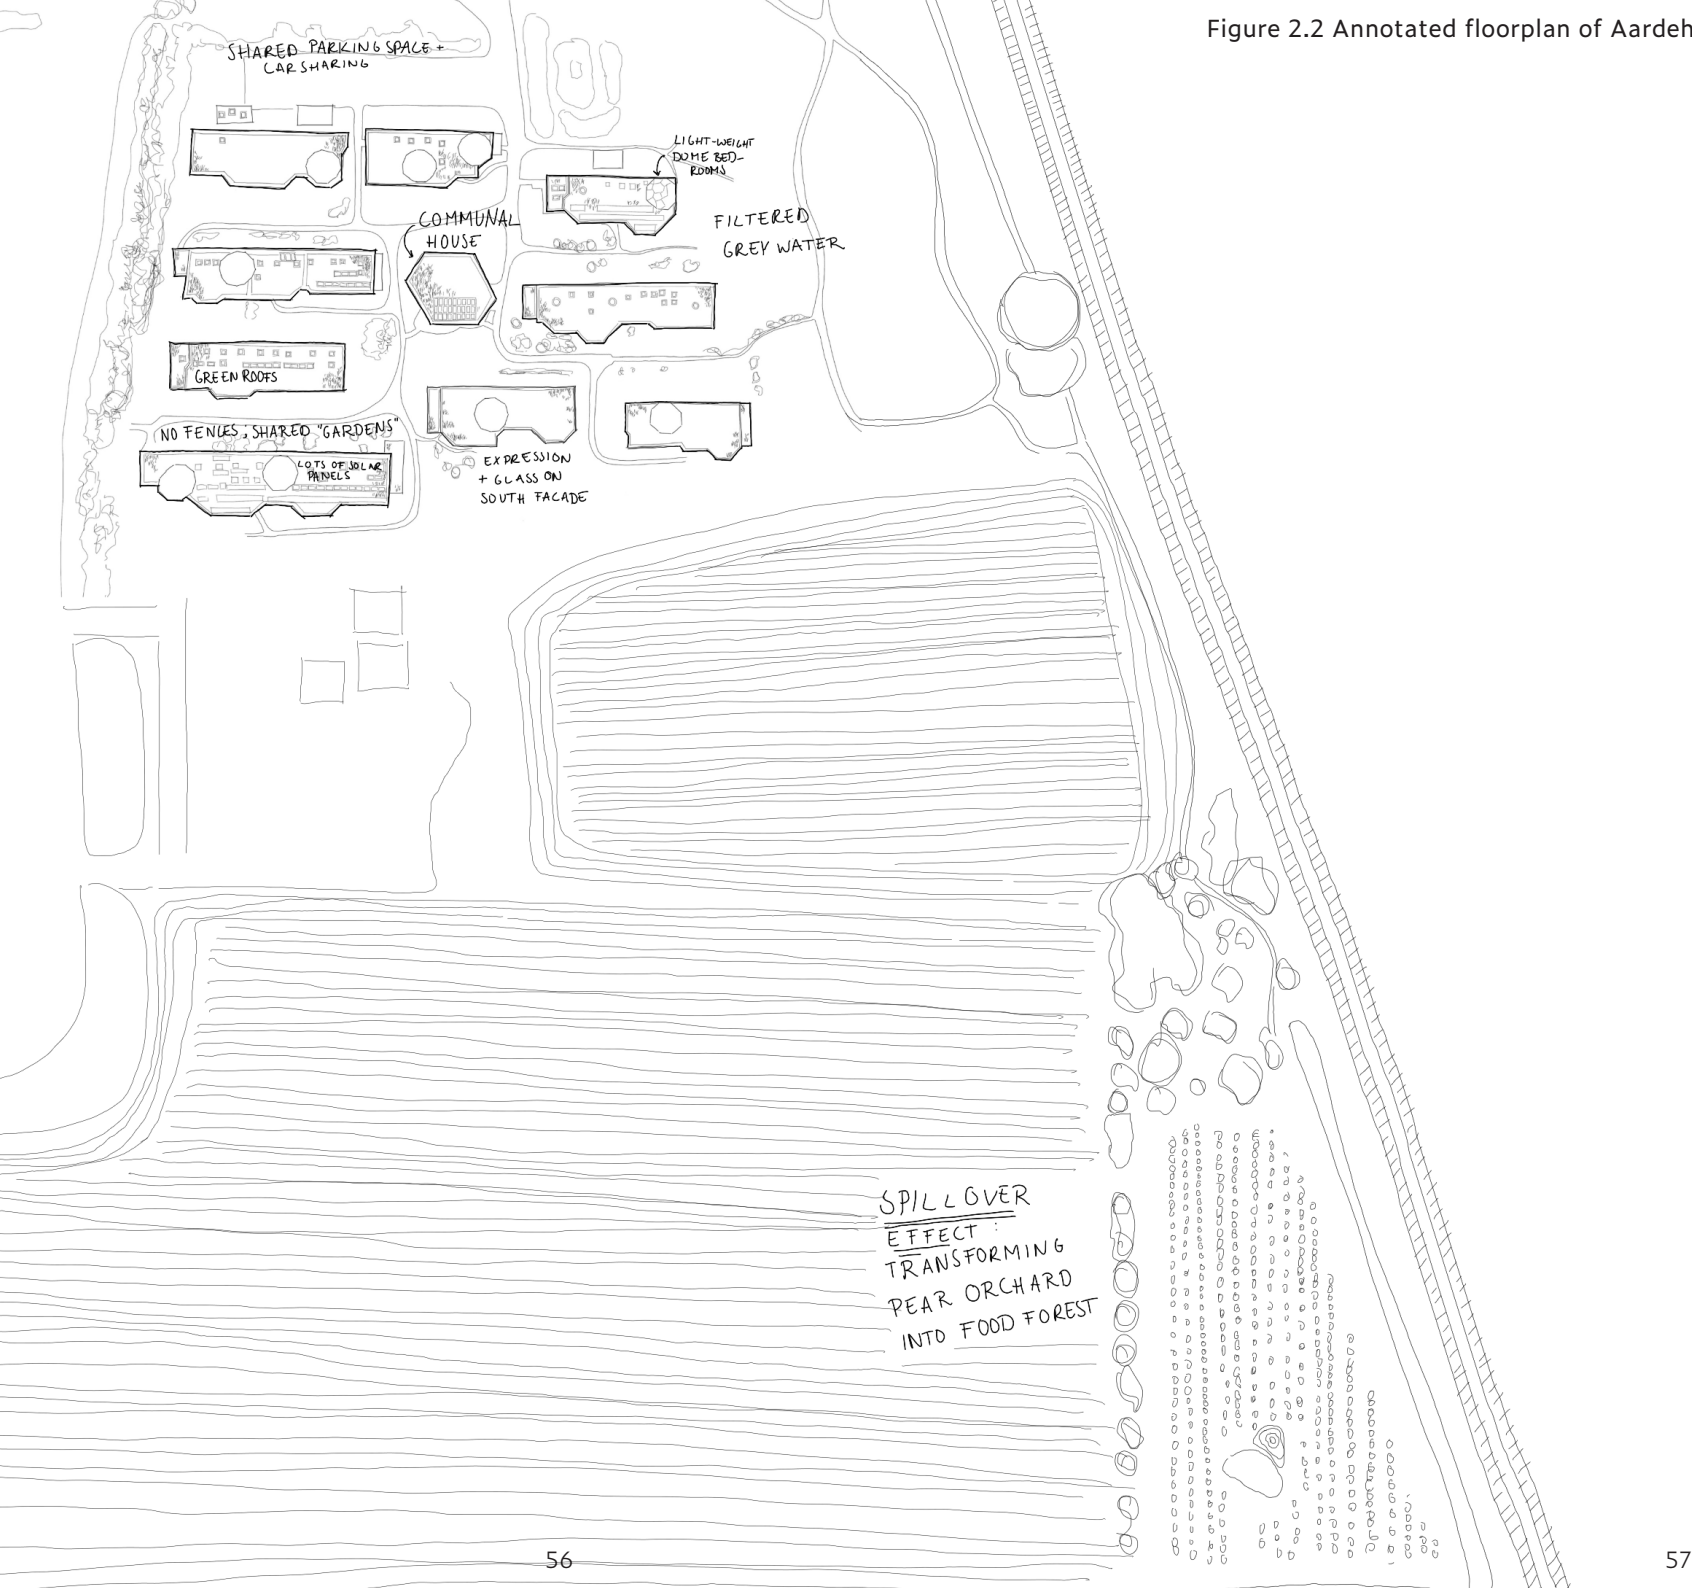 Figure 2.2 Annotated floorplan of Aardeh
SHARED PARKING SPACE +
CAR SHARING
LIGHT-WEIGHT
DOME BED-
ROOMS
COMMUNAL
HOUSE
FILTERED
GREY WATER
GREEN ROOFS
NO FENCES; SHARED "GARDENS"
LOTS OF SOLAR
PANELS
EXPRESSION
+ GLASS ON
SOUTH FACADE
SPILLOVER
EFFECT:
TRANSFORMING
PEAR ORCHARD
INTO FOOD FOREST
56
57